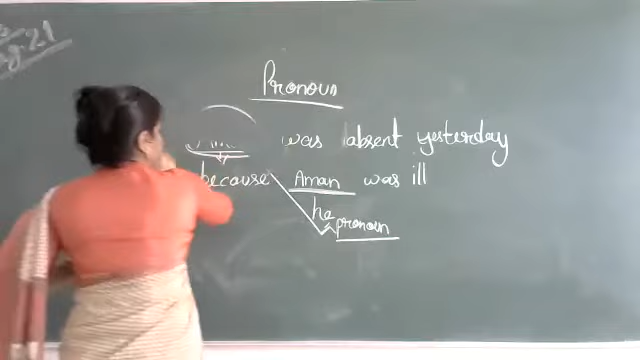 Pronoun
was absent yesterday
because Aman was ill
he
pronoun